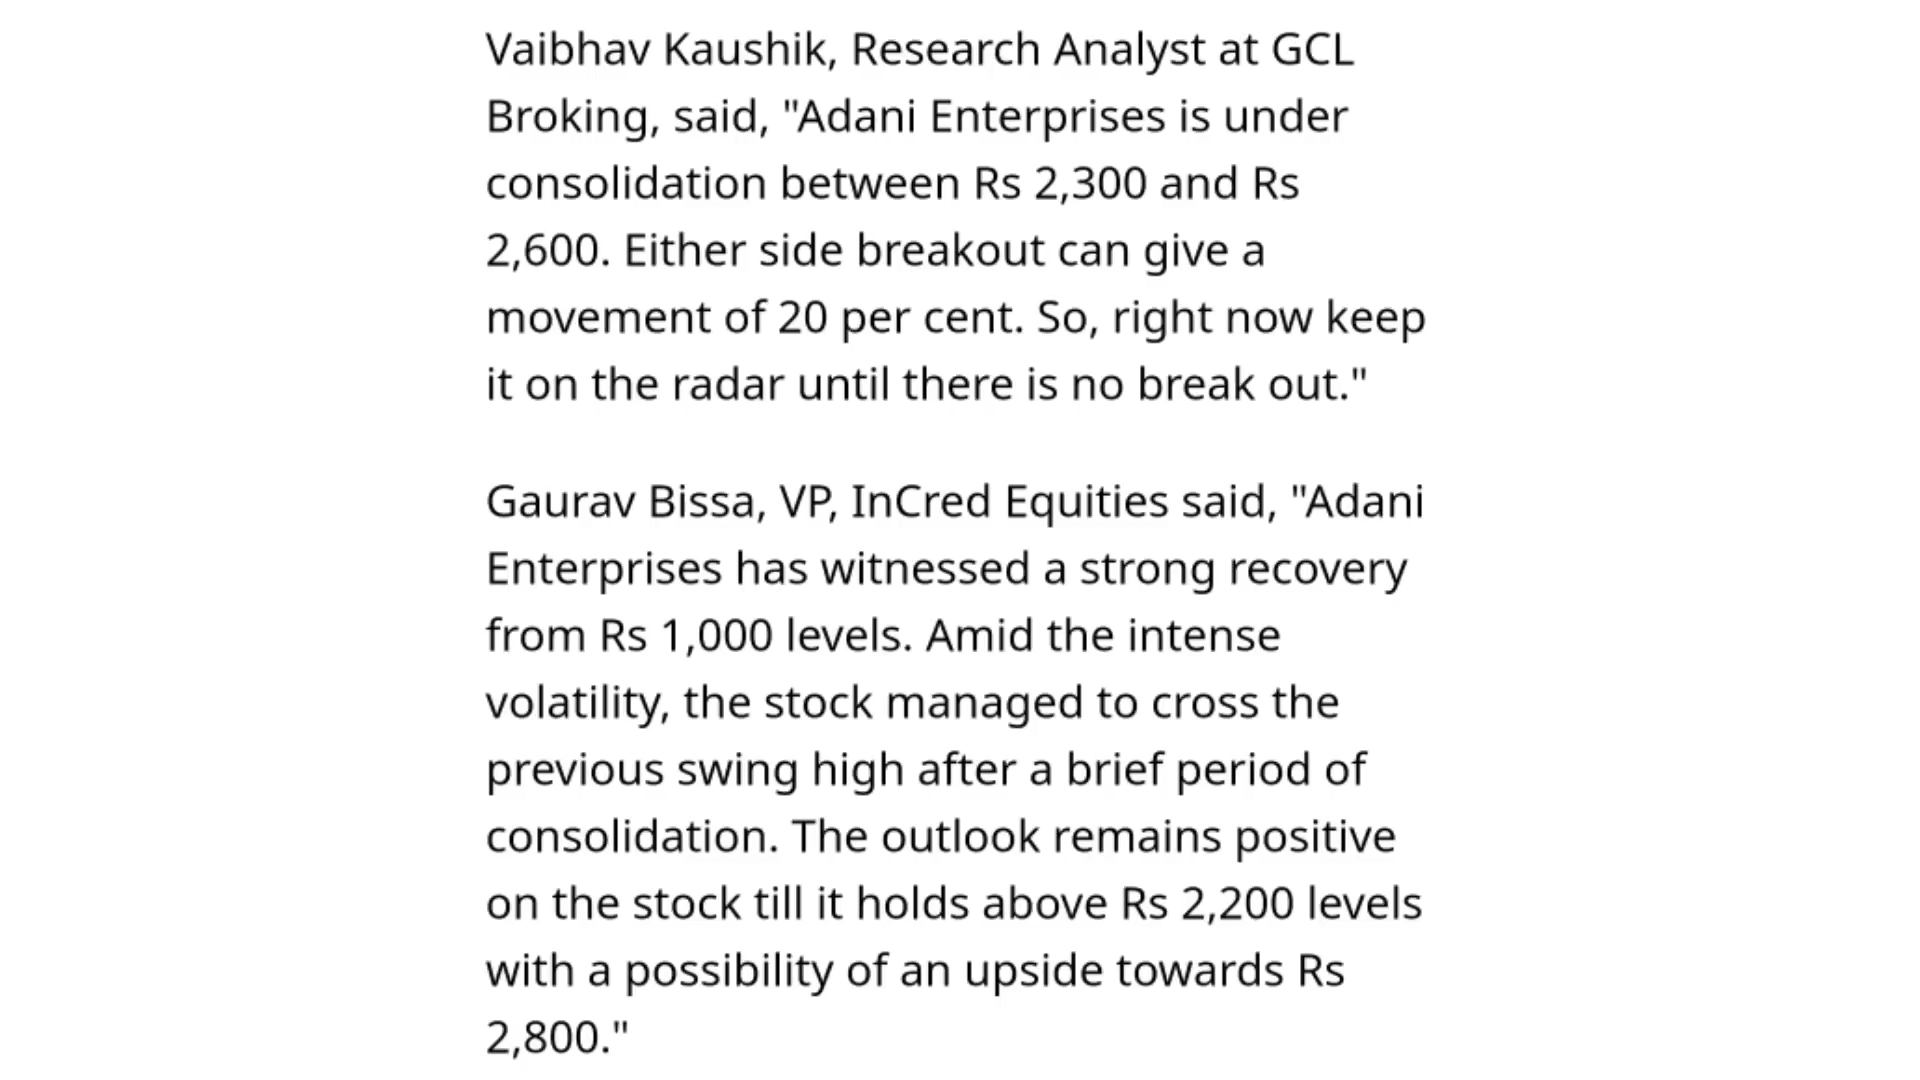 Vaibhav Kaushik, Research Analyst at GCL
Broking, said, "Adani Enterprises is under
consolidation between Rs 2,300 and Rs
2,600. Either side breakout can give a
movement of 20 per cent. So, right now keep
it on the radar until there is no break out."
Gaurav Bissa, VP, InCred Equities said, "Adani
Enterprises has witnessed a strong recovery
from Rs 1,000 levels. Amid the intense
volatility, the stock managed to cross the
previous swing high after a brief period of
consolidation. The outlook remains positive
on the stock till it holds above Rs 2,200 levels
with a possibility of an upside towards Rs
2,800."